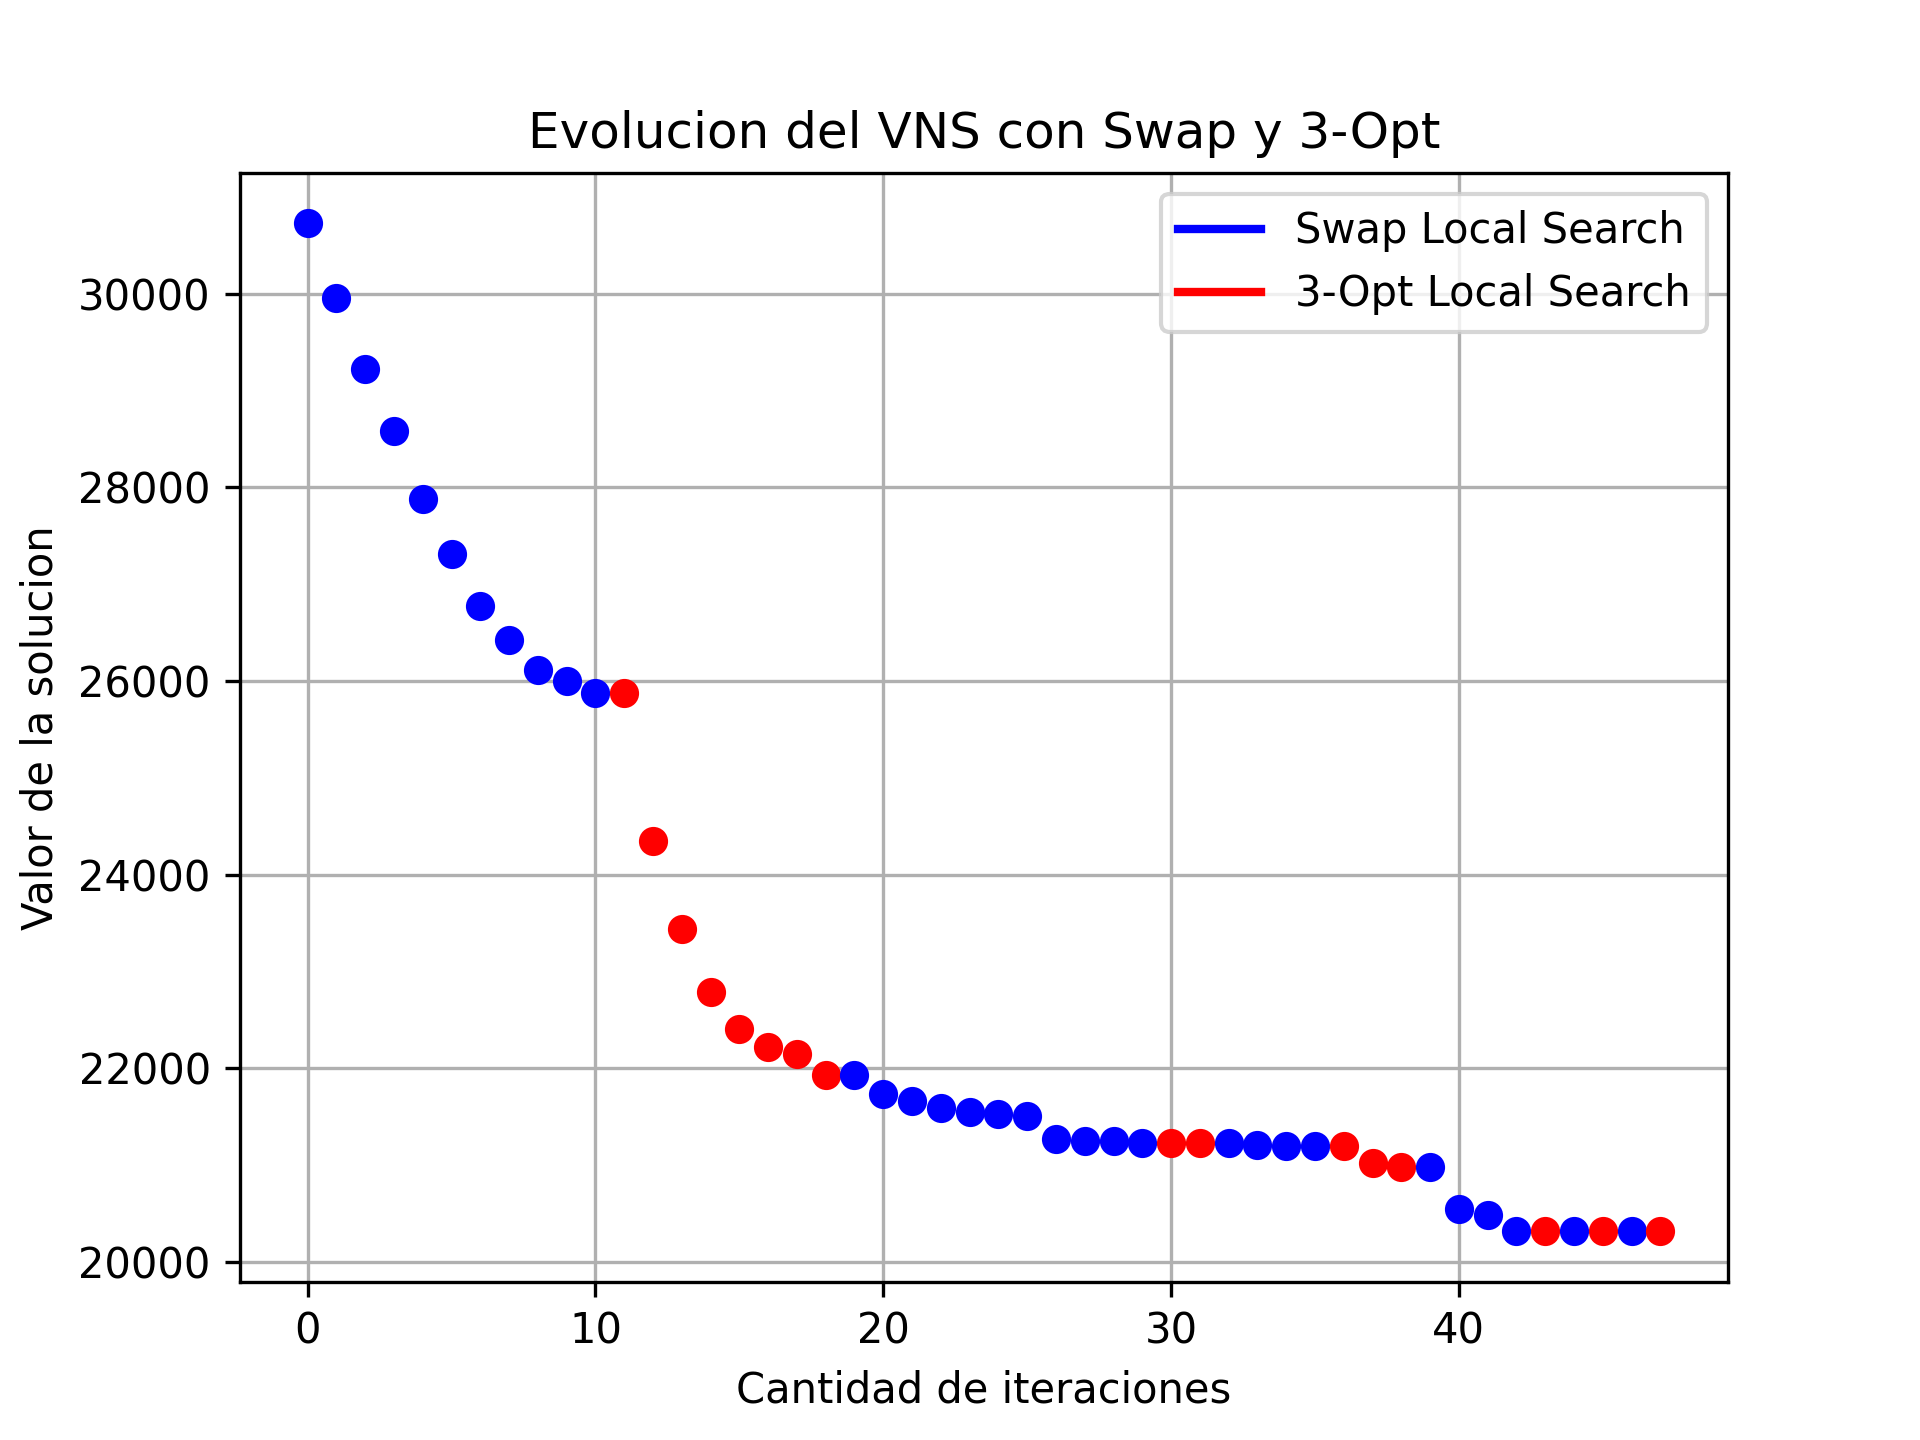 Evolucion del VNS con Swap y 3-Opt
Swap Local Search
3-Opt Local Search
30000
28000
26000
24000
22000
20000
Valor de la solucion
0 10 20 30 40
Cantidad de iteraciones